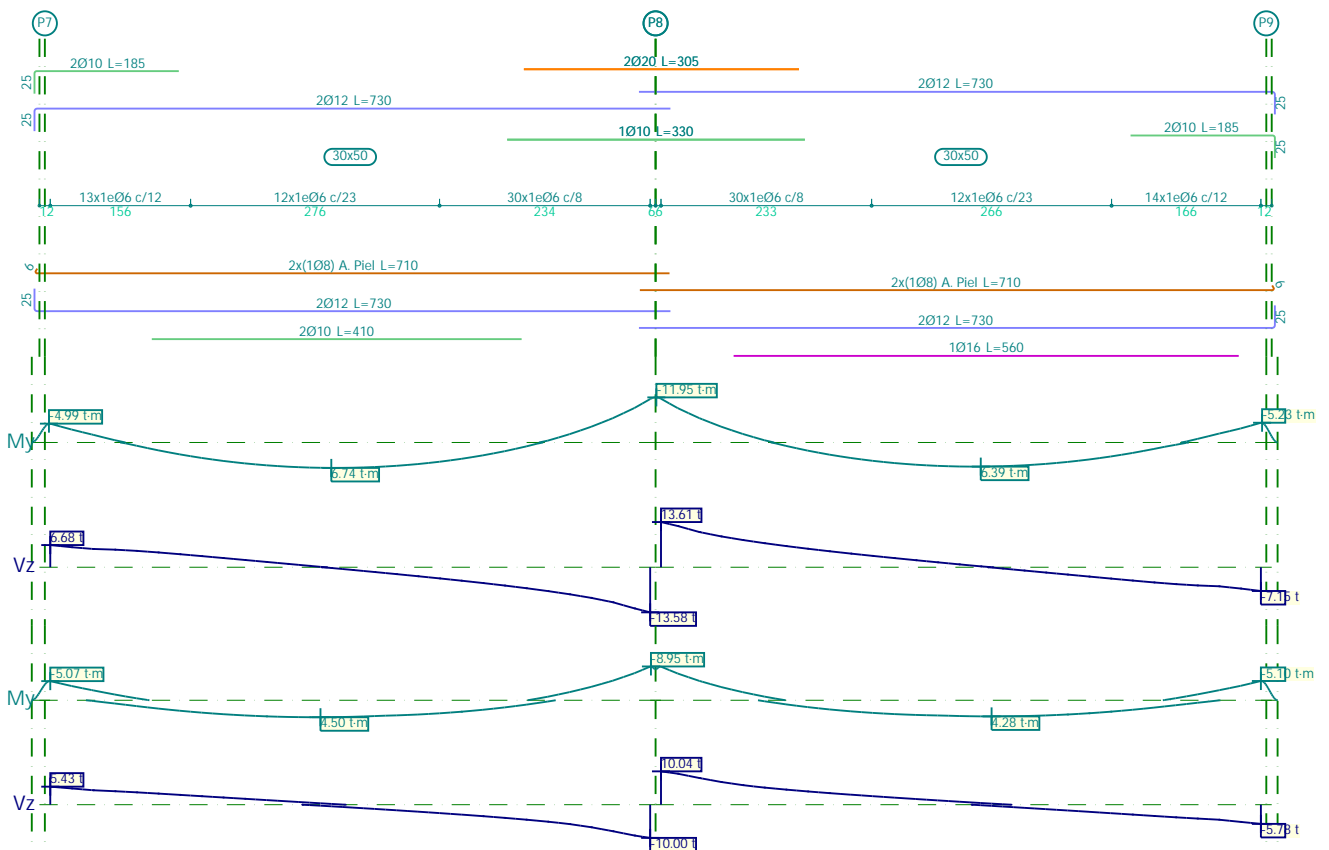 P7 P8 P9
2Ø20 L=305
2Ø10 L=185
25
2Ø12 L=730
2Ø12 L=730
25
25
1Ø10 L=330
2Ø10 L=185
25
30x50 30x50
13x1eØ6 c/12 12x1eØ6 c/23 30x1eØ6 c/8 30x1eØ6 c/8 12x1eØ6 c/23 14x1eØ6 c/12
12 156 276 234 66 233 266 166 12
2x(1Ø8) A. Piel L=710
6
2x(1Ø8) A. Piel L=710
9
2Ø12 L=730
25
2Ø12 L=730
25
2Ø10 L=410
1Ø16 L=560
-11.95 t·m
-4.99 t·m -5.23 t·m
My
6.74 t·m 6.39 t·m
13.61 t
6.68 t
Vz
-7.15 t
-13.58 t
-8.95 t·m
-5.07 t·m -5.10 t·m
My
4.50 t·m 4.28 t·m
10.04 t
5.43 t
Vz
-5.78 t
-10.00 t